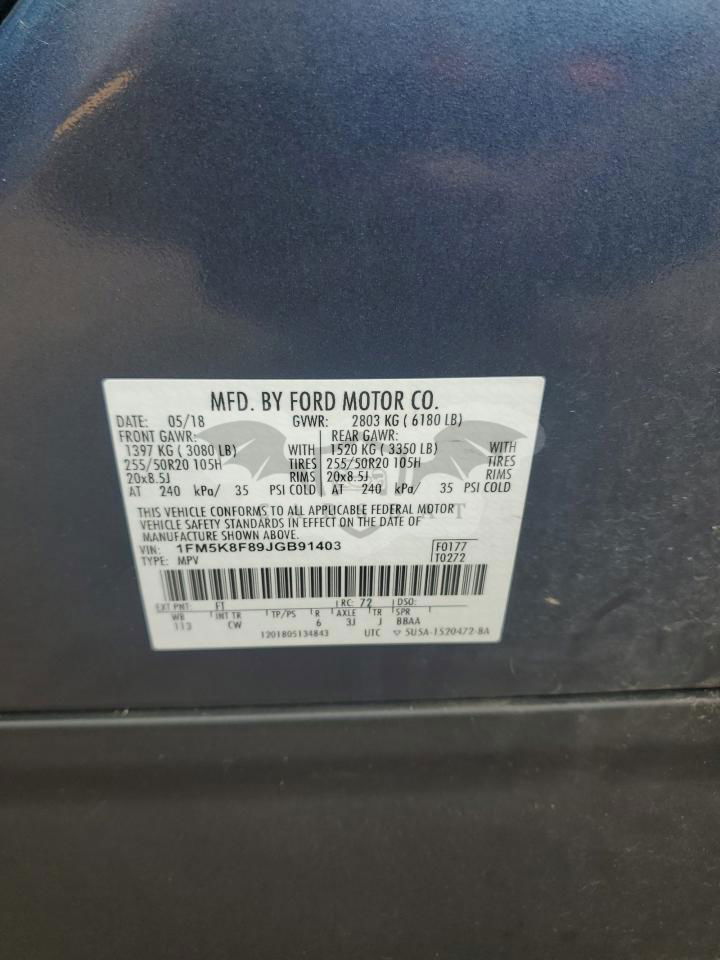 MFD. BY FORD MOTOR CO.
DATE: 05/18 GVWR: 2803 KG ( 6180 LB)
FRONT GAWR: REAR GAWR:
1397 KG ( 3080 LB) WITH 1520 KG ( 3350 LB) WITH
255/50R20 105H TIRES 255/50R20 105H TIRES
20x8.5J RIMS 20x8.5J RIMS
AT 240 kPa/ 35 PSI COLD AT 240 kPa/ 35 PSI COLD
THIS VEHICLE CONFORMS TO ALL APPLICABLE FEDERAL MOTOR
VEHICLE SAFETY STANDARDS IN EFFECT ON THE DATE OF
MANUFACTURE SHOWN ABOVE.
VIN: 1FM5K8F89JGB91403 F0177
TYPE: MPV T0272
EXT PNT: FT RC: 72 DSO:
WB INT TR TP/PS R AXLE TR SPR
113 CW 6 3J J BBAA
1201805134843 UTC ▽ 5U5A-1520472-BA